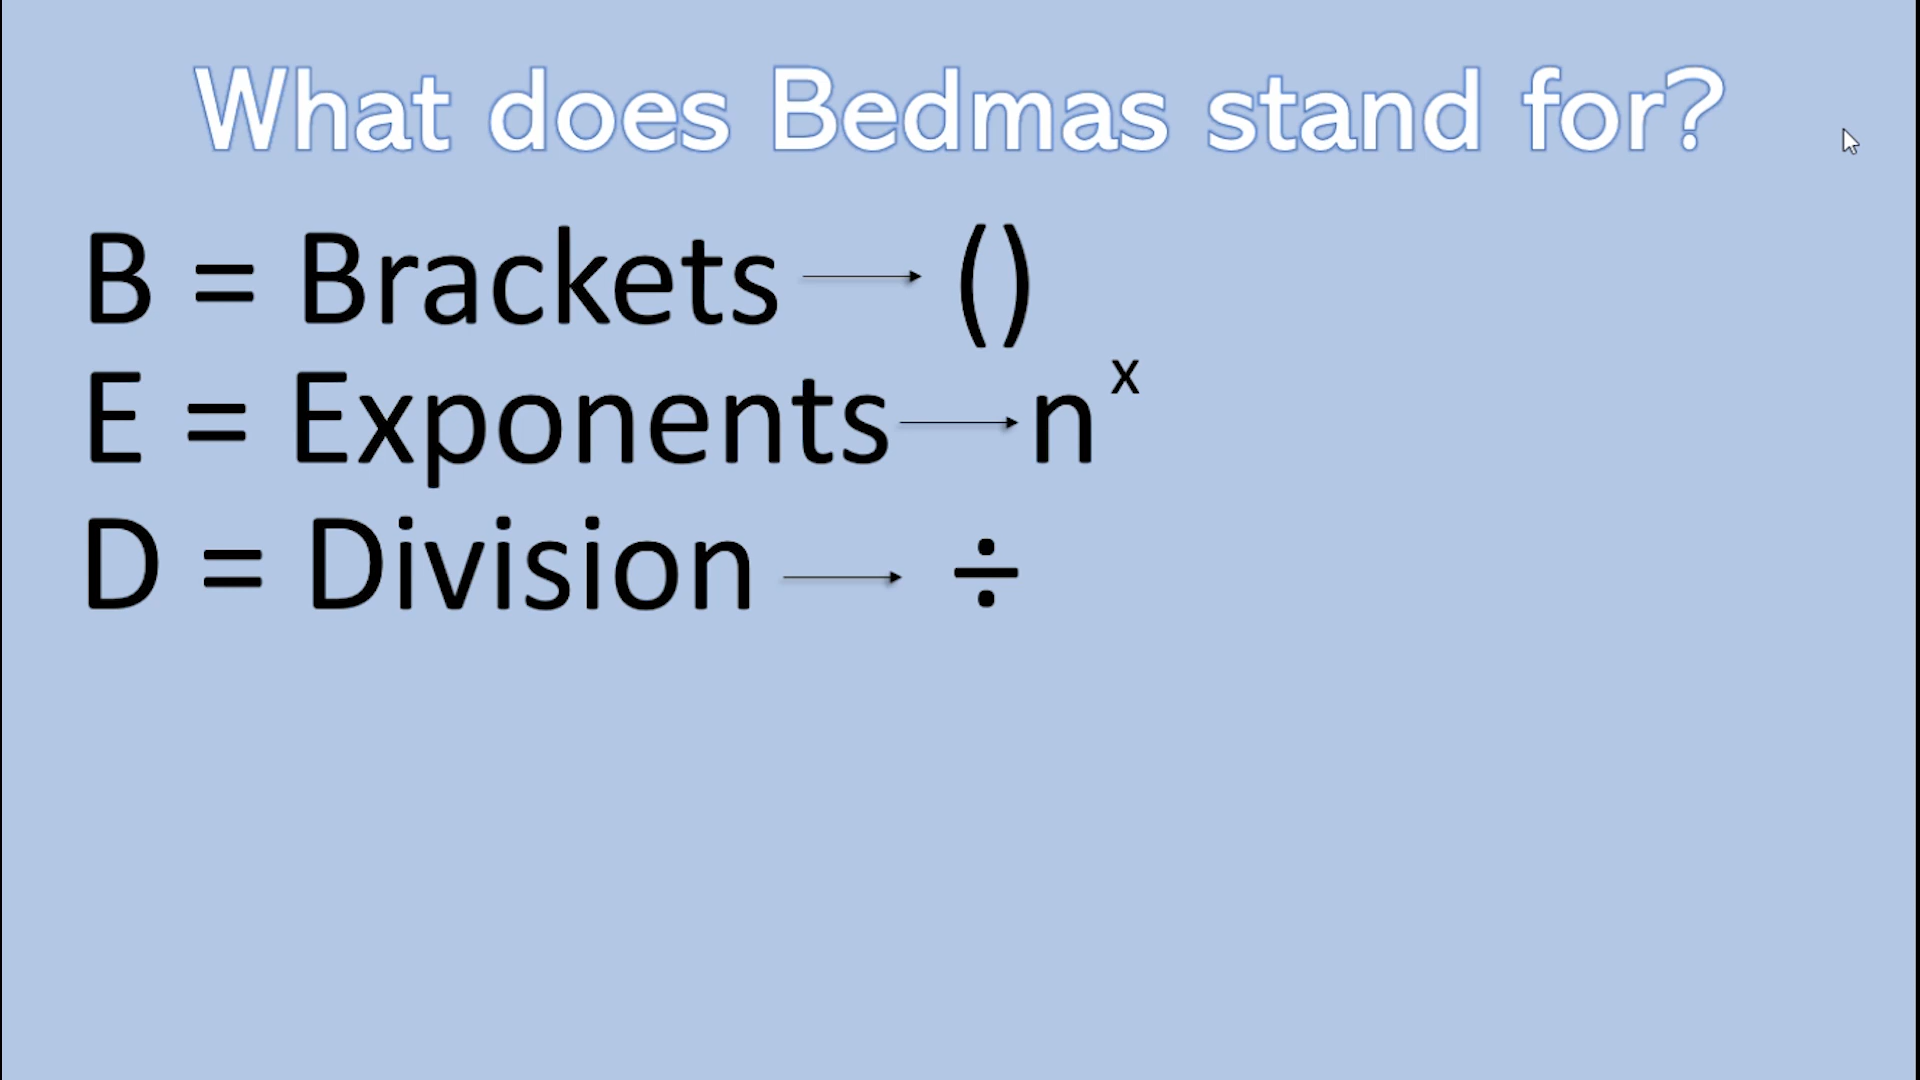 What does Bedmas stand for?
B = Brackets → ()
E = Exponents → nˣ
D = Division → ÷